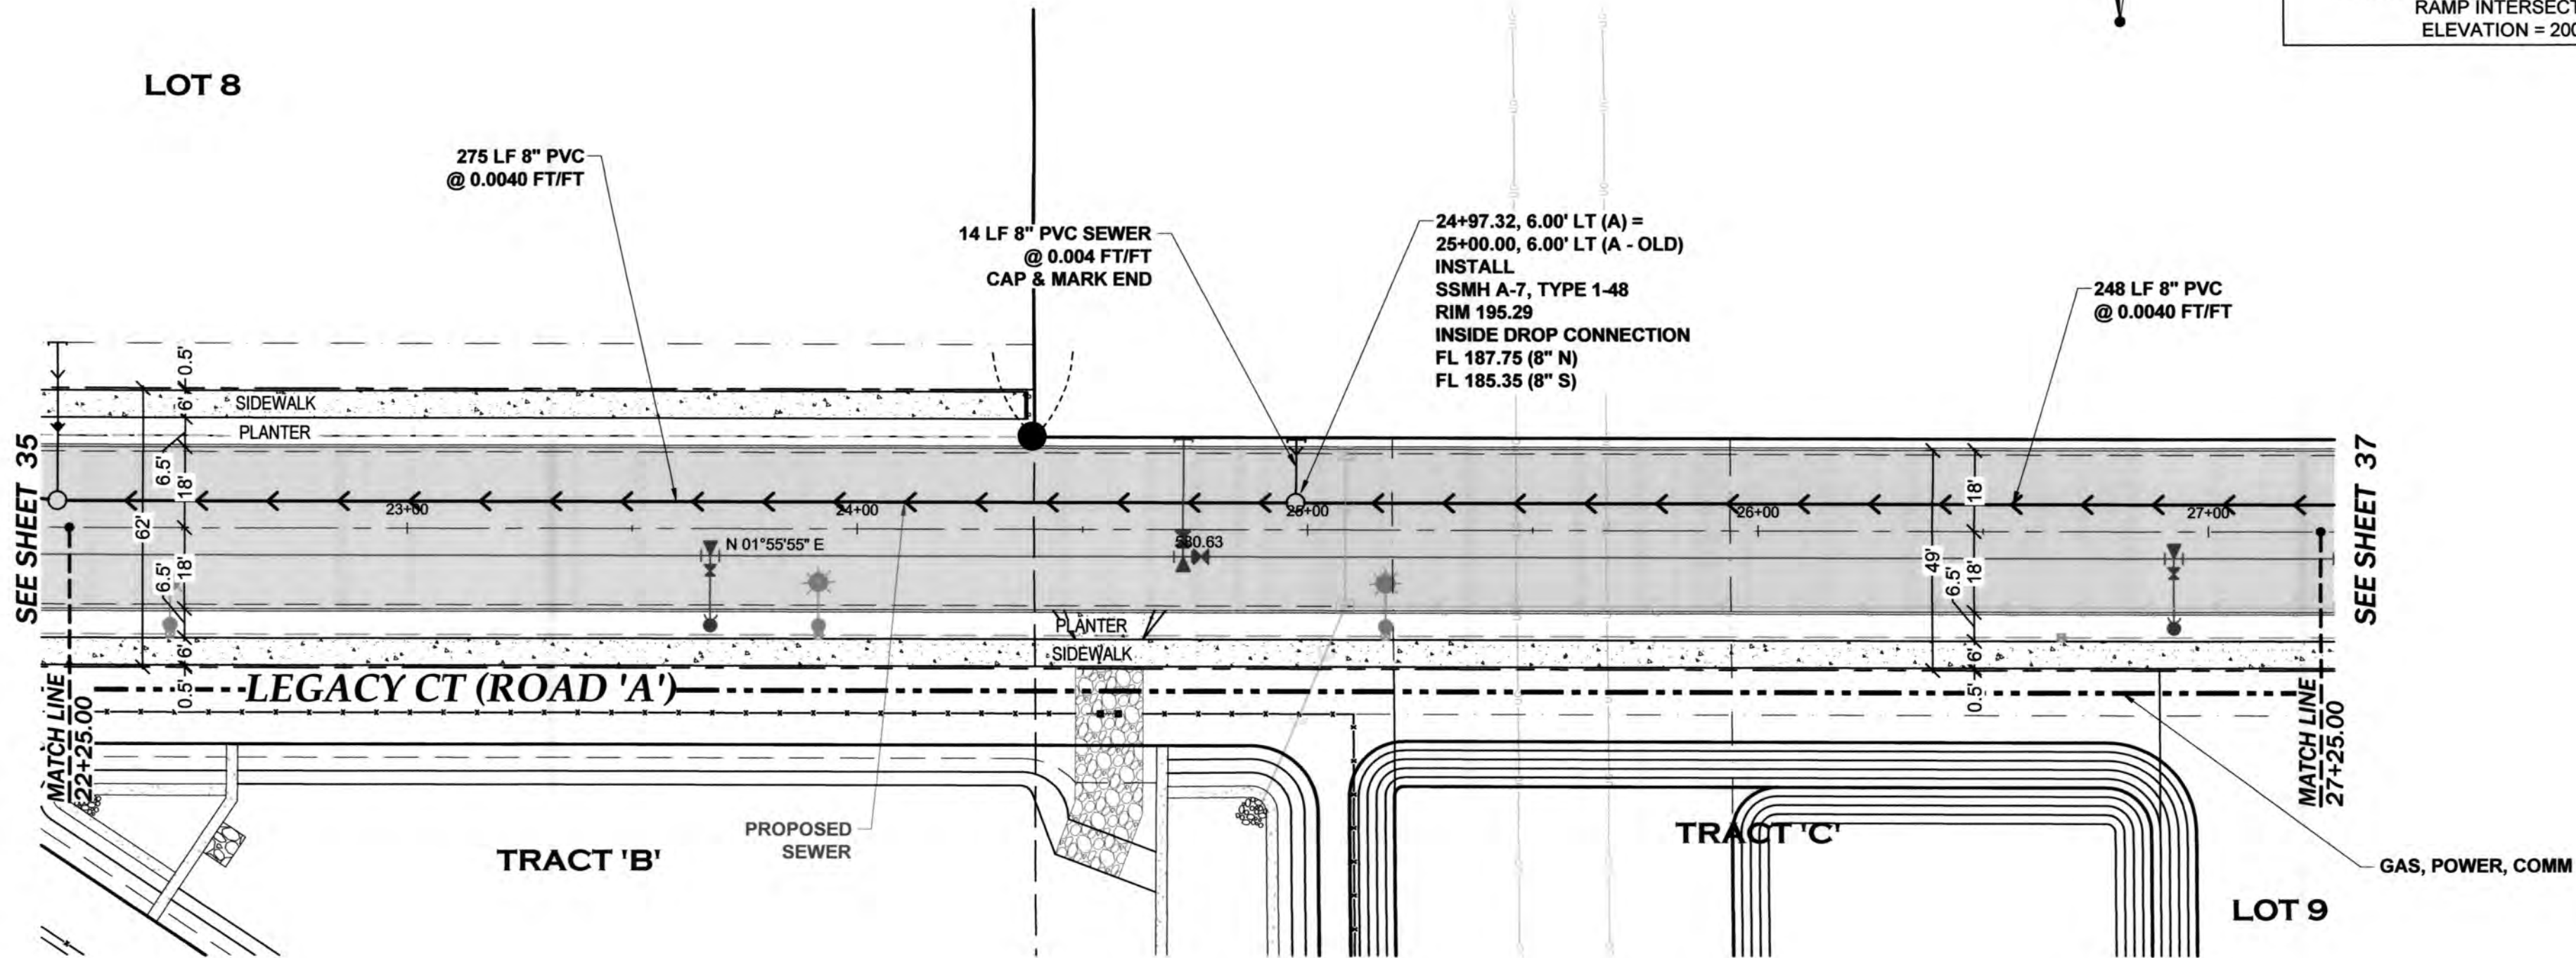 RAMP INTERSECT
ELEVATION = 200
LOT 8
275 LF 8" PVC
@ 0.0040 FT/FT
14 LF 8" PVC SEWER
@ 0.004 FT/FT
CAP & MARK END
24+97.32, 6.00' LT (A) =
25+00.00, 6.00' LT (A - OLD)
INSTALL
SSMH A-7, TYPE 1-48
RIM 195.29
INSIDE DROP CONNECTION
FL 187.75 (8" N)
FL 185.35 (8" S)
248 LF 8" PVC
@ 0.0040 FT/FT
SEE SHEET 35
0.5'
6'
SIDEWALK
PLANTER
6.5'
18'
62'
18'
6.5'
6'
0.5'
23+00
24+00
25+00
26+00
27+00
N 01°55'55" E
580.63
18'
49'
18'
6.5'
6'
0.5'
SEE SHEET 37
PLANTER
SIDEWALK
LEGACY CT (ROAD 'A')
MATCH LINE
22+25.00
MATCH LINE
27+25.00
PROPOSED
SEWER
TRACT 'B'
TRACT 'C'
GAS, POWER, COMM
LOT 9